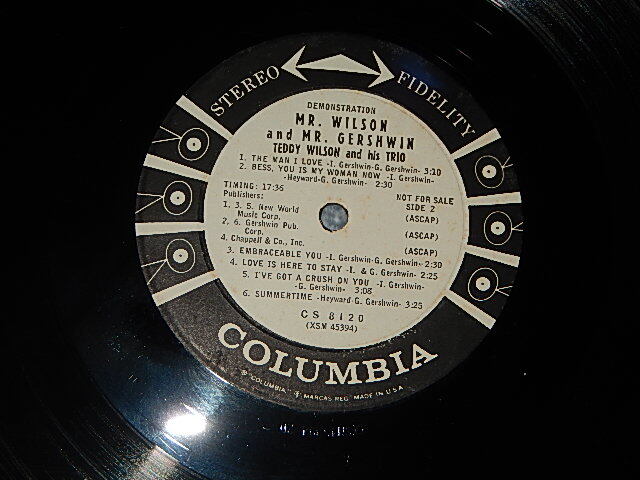 STEREO FIDELITY
DEMONSTRATION
MR. WILSON
and MR. GERSHWIN
TEDDY WILSON and his TRIO
1. THE MAN I LOVE -I. Gershwin-G. Gershwin- 3:20
2. BESS, YOU IS MY WOMAN NOW -I. Gershwin-
-Heyward-G. Gershwin- 2:30
TIMING: 17:36 NOT FOR SALE
Publishers: SIDE 2
1. 3. 5. New World
Music Corp. (ASCAP)
2. 6. Gershwin Pub.
Corp. (ASCAP)
4. Chappell & Co., Inc. (ASCAP)
3. EMBRACEABLE YOU -I. Gershwin-G. Gershwin- 2:30
4. LOVE IS HERE TO STAY -I. & G. Gershwin- 2:25
5. I'VE GOT A CRUSH ON YOU -I. Gershwin-
-G. Gershwin- 3:08
6. SUMMERTIME -Heyward-G. Gershwin- 3:25
CS 8120
(XSM 45394)
COLUMBIA
® "COLUMBIA," MARCAS REG. MADE IN U.S.A.